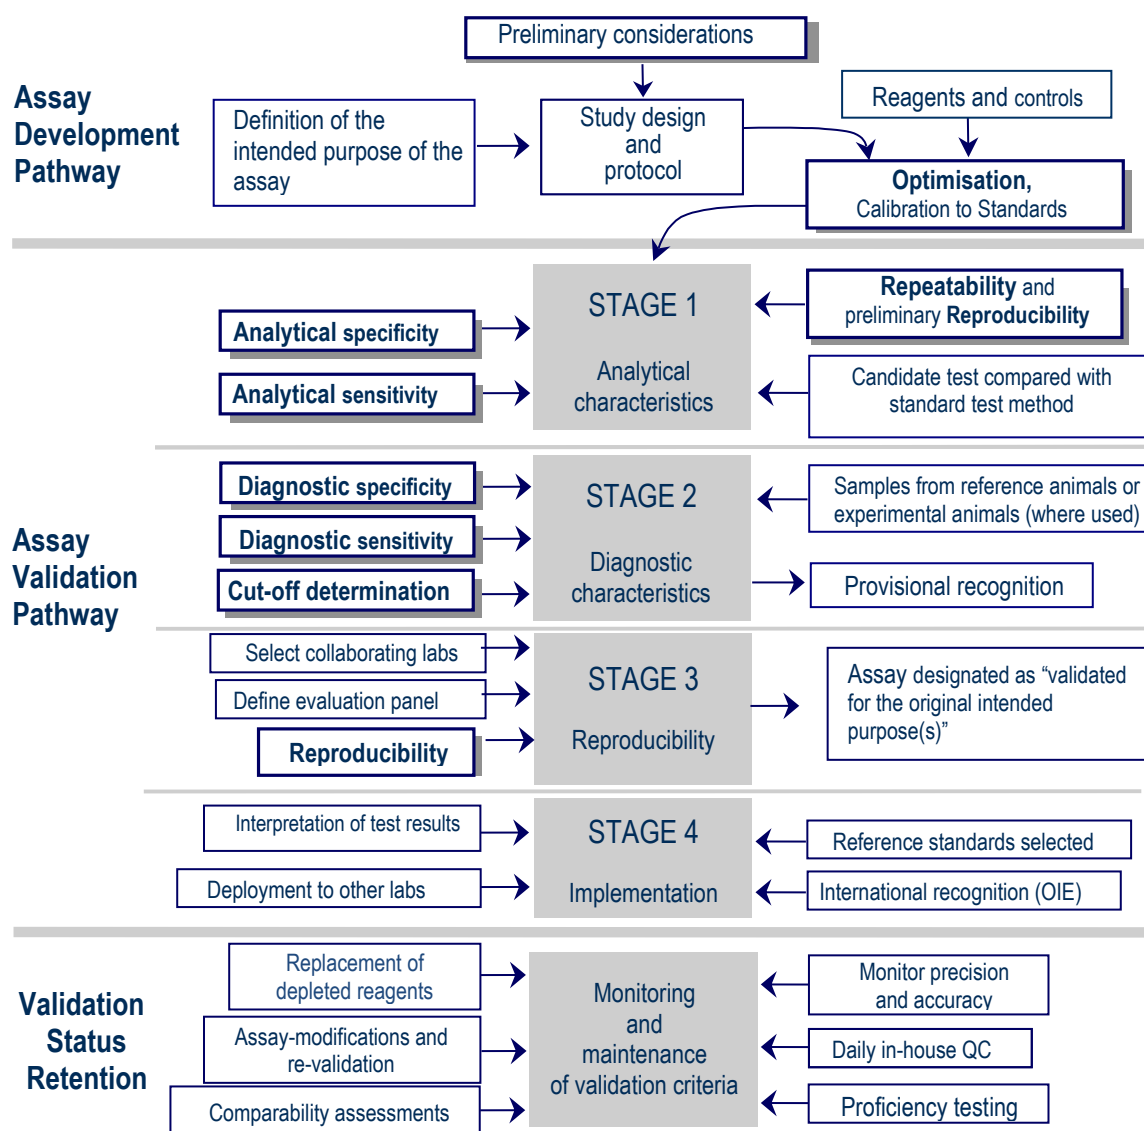 Preliminary considerations
Assay
Development
Pathway
Definition of the
intended purpose of the
assay
Study design
and
protocol
Reagents and controls
Optimisation,
Calibration to Standards
Assay
Validation
Pathway
Analytical specificity
Analytical sensitivity
STAGE 1
Analytical
characteristics
Repeatability and
preliminary Reproducibility
Candidate test compared with
standard test method
Diagnostic specificity
Diagnostic sensitivity
Cut-off determination
STAGE 2
Diagnostic
characteristics
Samples from reference animals or
experimental animals (where used)
Provisional recognition
Select collaborating labs
Define evaluation panel
Reproducibility
STAGE 3
Reproducibility
Assay designated as “validated
for the original intended
purpose(s)”
Interpretation of test results
Deployment to other labs
STAGE 4
Implementation
Reference standards selected
International recognition (OIE)
Validation
Status
Retention
Replacement of
depleted reagents
Assay-modifications and
re-validation
Comparability assessments
Monitoring
and
maintenance
of validation criteria
Monitor precision
and accuracy
Daily in-house QC
Proficiency testing